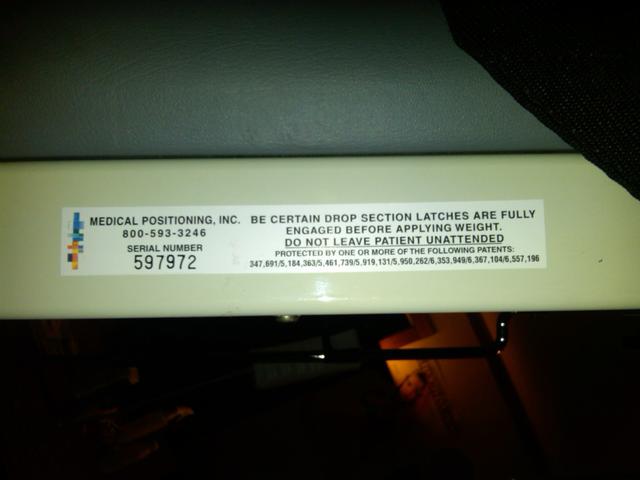 MEDICAL POSITIONING, INC.
800-593-3246
SERIAL NUMBER
597972
BE CERTAIN DROP SECTION LATCHES ARE FULLY
ENGAGED BEFORE APPLYING WEIGHT.
DO NOT LEAVE PATIENT UNATTENDED
PROTECTED BY ONE OR MORE OF THE FOLLOWING PATENTS:
347,691/5,184,363/5,461,739/5,919,131/5,950,262/6,353,949/6,367,104/6,557,196